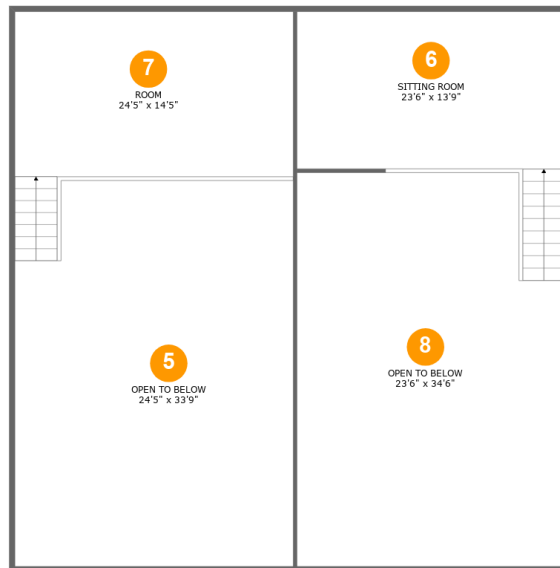 7
ROOM
24'5" x 14'5"
6
SITTING ROOM
23'6" x 13'9"
5
OPEN TO BELOW
24'5" x 33'9"
8
OPEN TO BELOW
23'6" x 34'6"